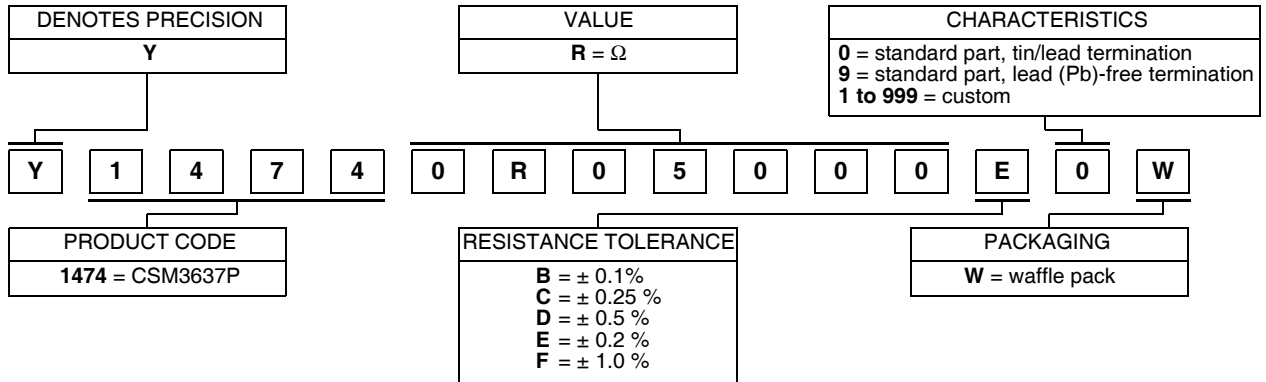 DENOTES PRECISION
Y
VALUE
R = Ω
CHARACTERISTICS
0 = standard part, tin/lead termination
9 = standard part, lead (Pb)-free termination
1 to 999 = custom
Y 1 4 7 4 0 R 0 5 0 0 0 E 0 W
PRODUCT CODE
1474 = CSM3637P
RESISTANCE TOLERANCE
B = ± 0.1%
C = ± 0.25 %
D = ± 0.5 %
E = ± 0.2 %
F = ± 1.0 %
PACKAGING
W = waffle pack